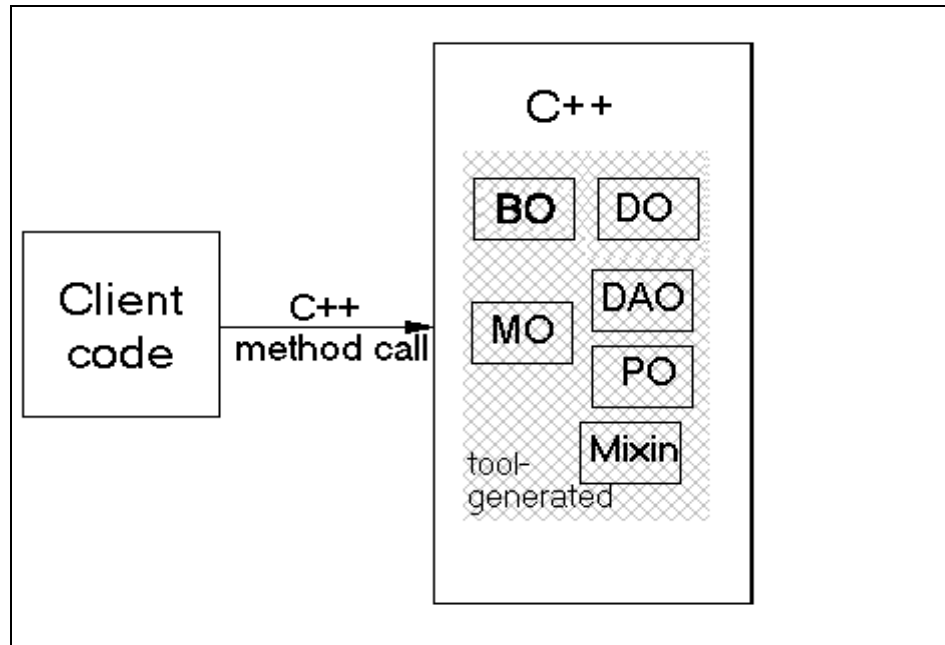 C++
BO
DO
Client
code
C++
method call
MO
DAO
PO
Mixin
tool-
generated